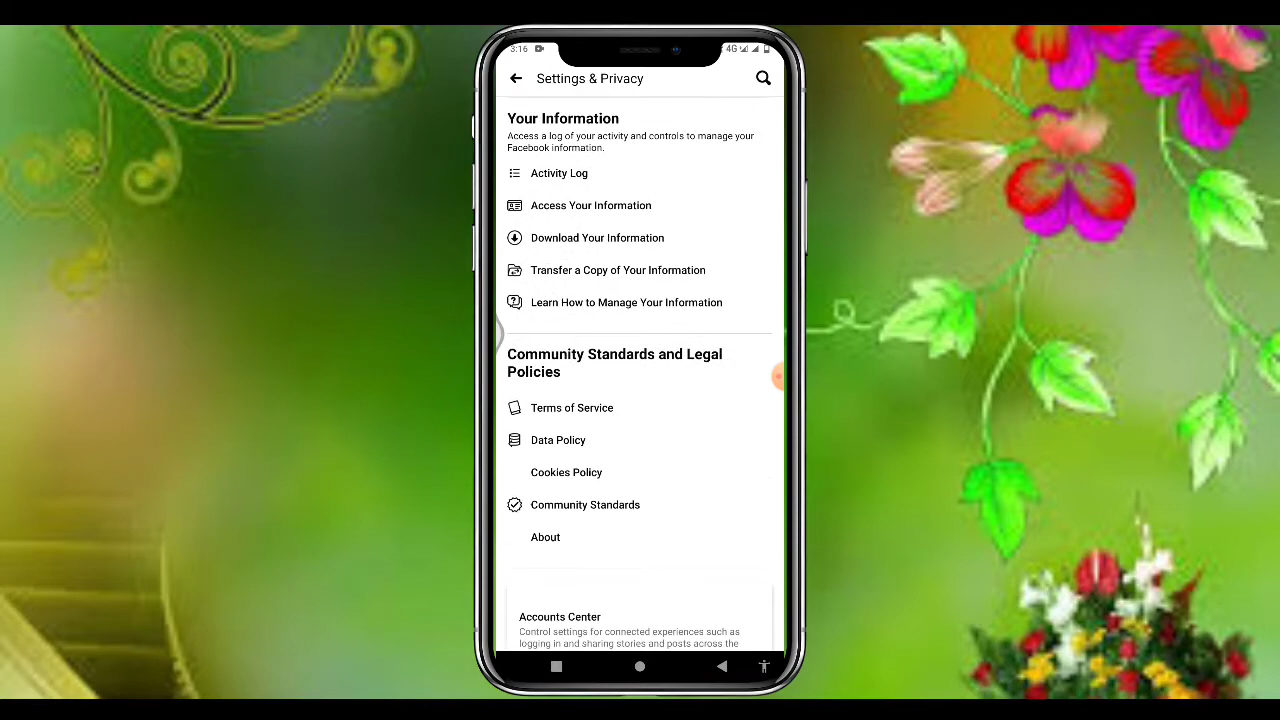 3:16
4G
Settings & Privacy
Your Information
Access a log of your activity and controls to manage your
Facebook information.
Activity Log
Access Your Information
Download Your Information
Transfer a Copy of Your Information
Learn How to Manage Your Information
Community Standards and Legal
Policies
Terms of Service
Data Policy
Cookies Policy
Community Standards
About
Accounts Center
Control settings for connected experiences such as
logging in and sharing stories and posts across the